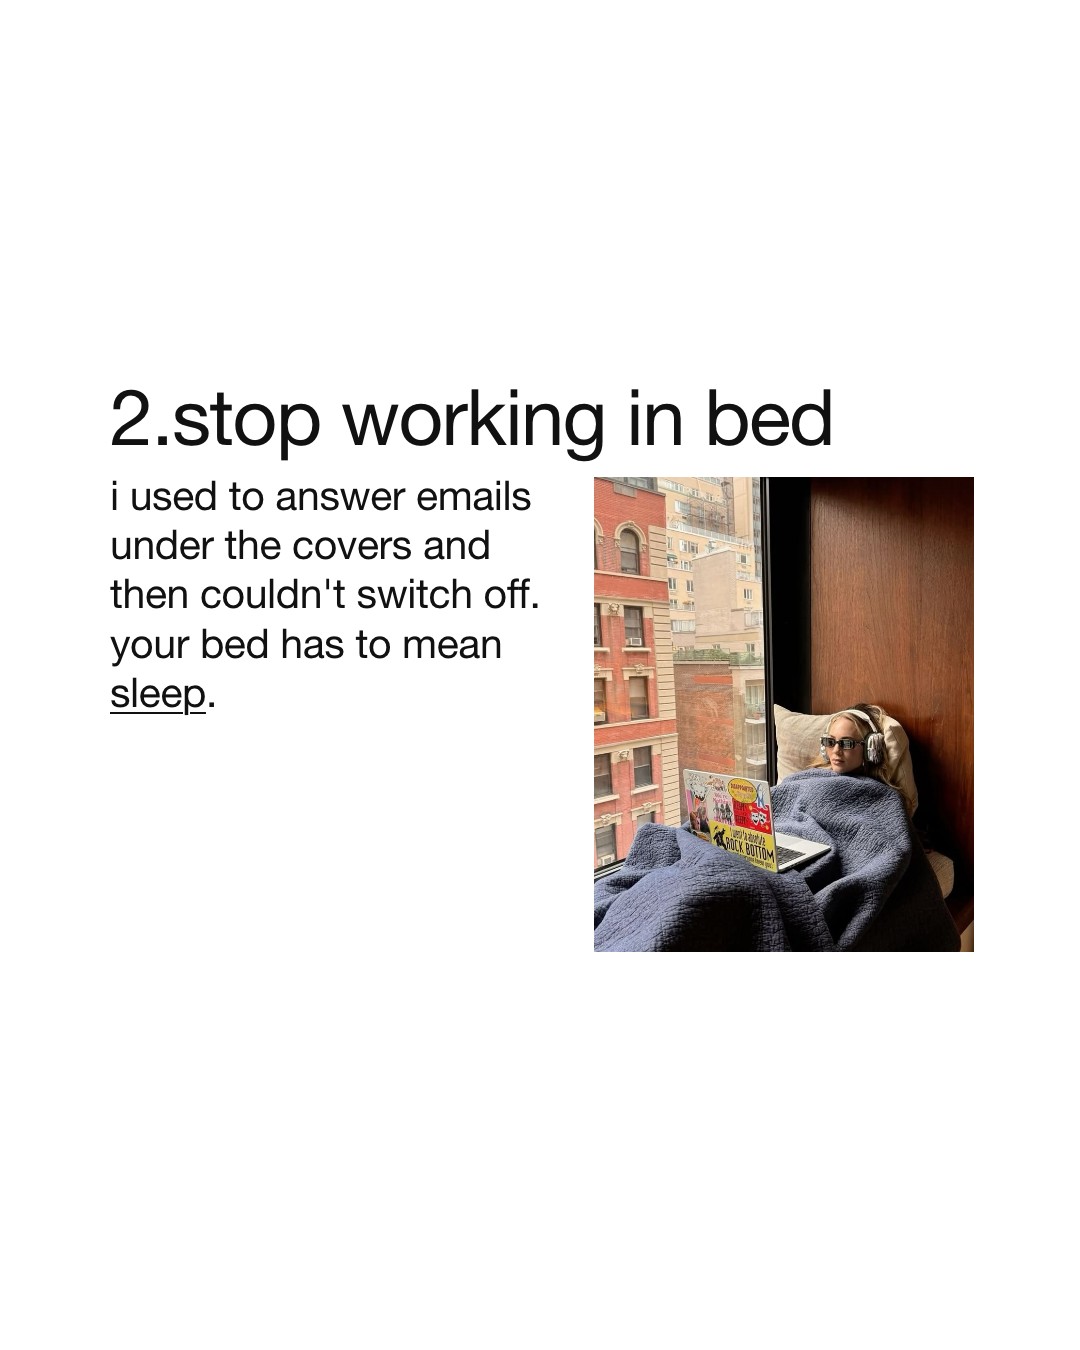 2.stop working in bed
i used to answer emails
under the covers and
then couldn't switch off.
your bed has to mean
sleep.
ROCK BOTTOM